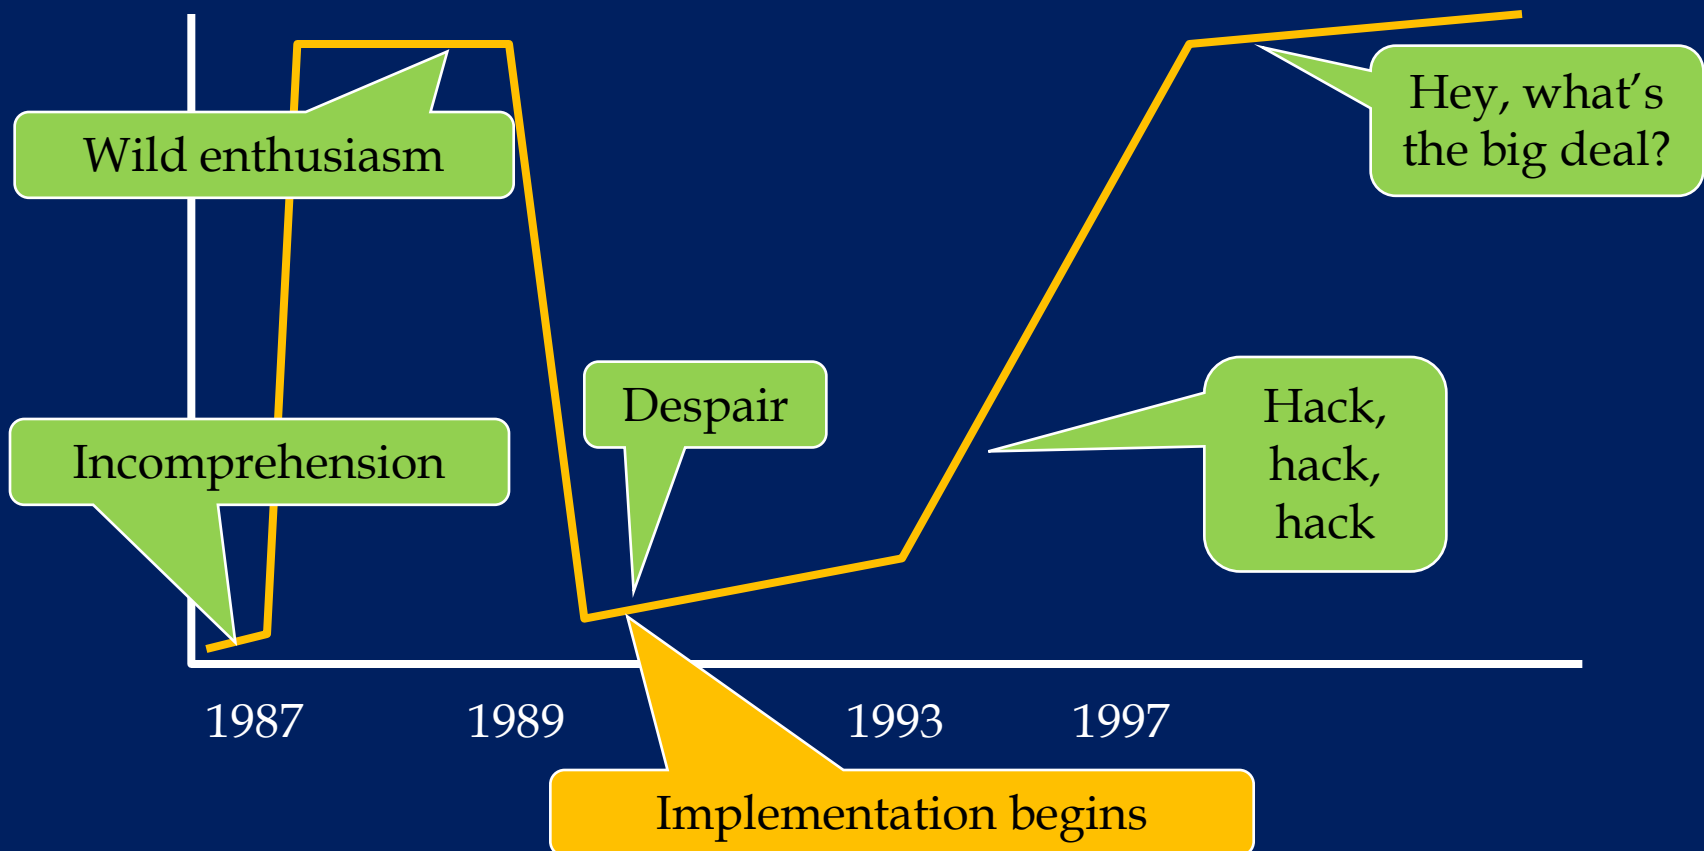 Wild enthusiasm
Hey, what’s
the big deal?
Despair
Hack,
hack,
hack
Incomprehension
1987 1989 1993 1997
Implementation begins